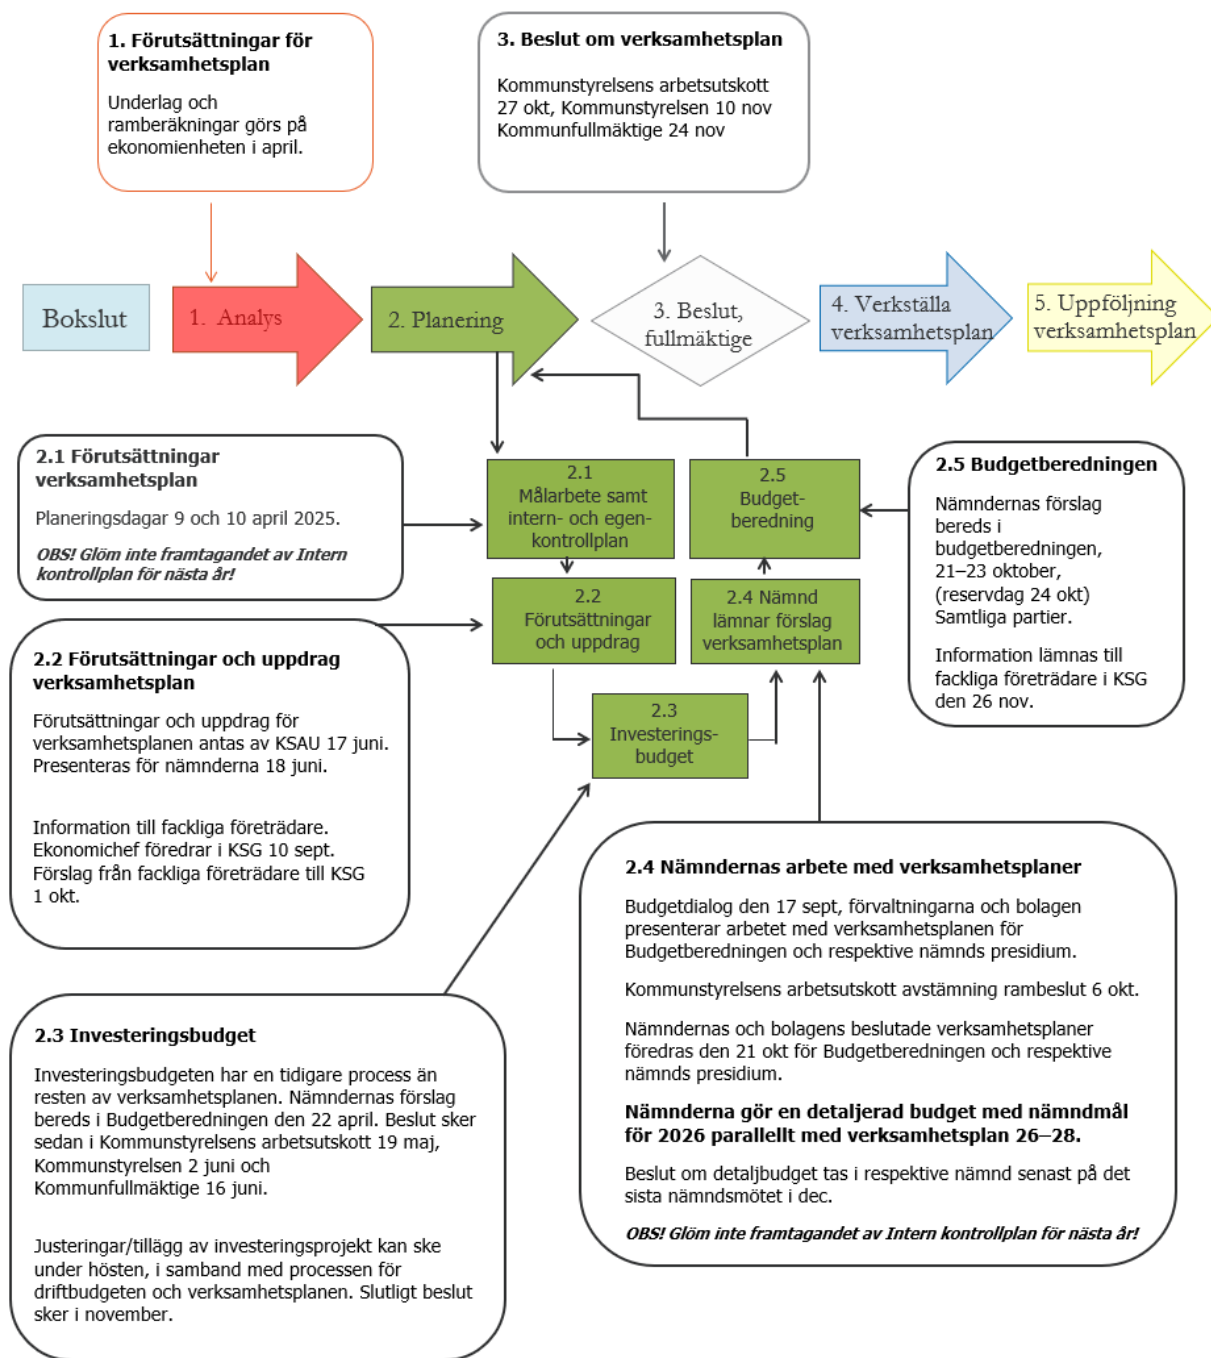 1. Förutsättningar för
verksamhetsplan
Underlag och
ramberäkningar görs på
ekonomienheten i april.
3. Beslut om verksamhetsplan
Kommunstyrelsens arbetsutskott
27 okt, Kommunstyrelsen 10 nov
Kommunfullmäktige 24 nov
Bokslut
1. Analys
2. Planering
3. Beslut,
fullmäktige
4. Verkställa
verksamhetsplan
5. Uppföljning
verksamhetsplan
2.1 Förutsättningar
verksamhetsplan
Planeringsdagar 9 och 10 april 2025.
OBS! Glöm inte framtagandet av Intern
kontrollplan för nästa år!
2.1
Målarbete samt
intern- och egen-
kontrollplan
2.5
Budget-
beredning
2.5 Budgetberedningen
Nämndernas förslag
bereds i
budgetberedningen,
21–23 oktober,
(reservdag 24 okt)
Samtliga partier.
Information lämnas till
fackliga företrädare i KSG
den 26 nov.
2.2
Förutsättningar
och uppdrag
2.4 Nämnd
lämnar förslag
verksamhetsplan
2.2 Förutsättningar och uppdrag
verksamhetsplan
Förutsättningar och uppdrag för
verksamhetsplanen antas av KSAU 17 juni.
Presenteras för nämnderna 18 juni.
Information till fackliga företrädare.
Ekonomichef föredrar i KSG 10 sept.
Förslag från fackliga företrädare till KSG
1 okt.
2.3
Investerings-
budget
2.4 Nämndernas arbete med verksamhetsplaner
Budgetdialog den 17 sept, förvaltningarna och bolagen
presenterar arbetet med verksamhetsplanen för
Budgetberedningen och respektive nämnds presidium.
Kommunstyrelsens arbetsutskott avstämning rambeslut 6 okt.
Nämndernas och bolagens beslutade verksamhetsplaner
föredras den 21 okt för Budgetberedningen och respektive
nämnds presidium.
Nämnderna gör en detaljerad budget med nämndmål
för 2026 parallellt med verksamhetsplan 26–28.
Beslut om detaljbudget tas i respektive nämnd senast på det
sista nämndsmötet i dec.
OBS! Glöm inte framtagandet av Intern kontrollplan för nästa år!
2.3 Investeringsbudget
Investeringsbudgeten har en tidigare process än
resten av verksamhetsplanen. Nämndernas förslag
bereds i Budgetberedningen den 22 april. Beslut sker
sedan i Kommunstyrelsens arbetsutskott 19 maj,
Kommunstyrelsen 2 juni och
Kommunfullmäktige 16 juni.
Justeringar/tillägg av investeringsprojekt kan ske
under hösten, i samband med processen för
driftbudgeten och verksamhetsplanen. Slutligt beslut
sker i november.